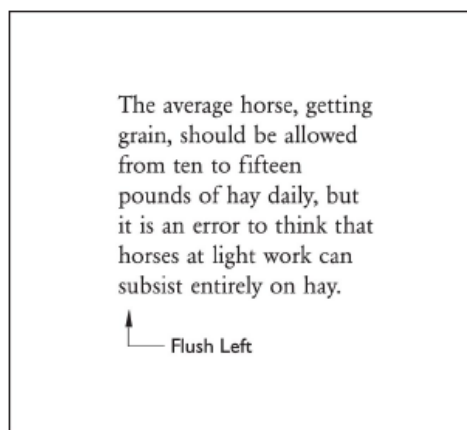 The average horse, getting
grain, should be allowed
from ten to fifteen
pounds of hay daily, but
it is an error to think that
horses at light work can
subsist entirely on hay.
Flush Left